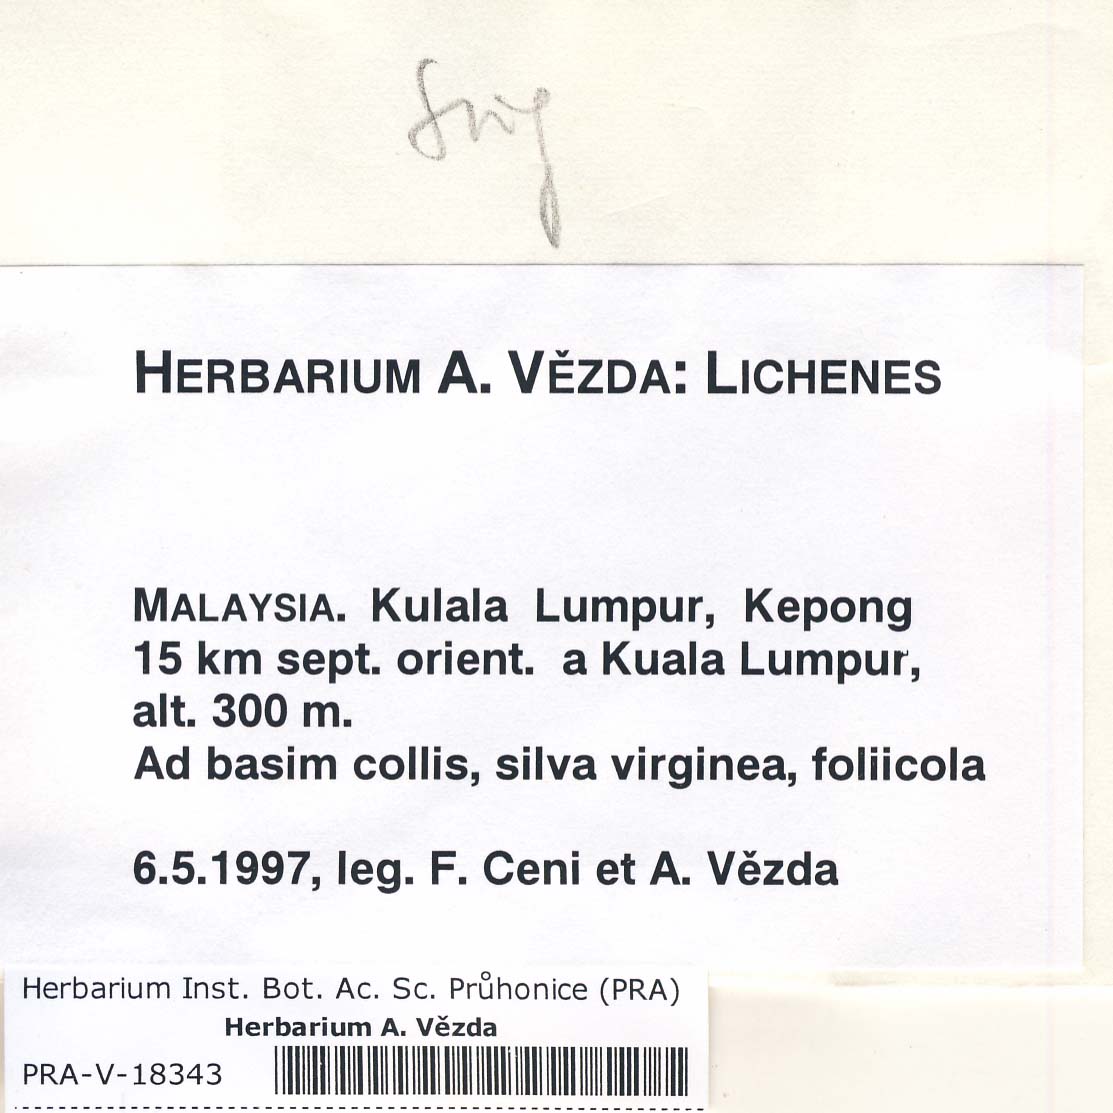 HERBARIUM A. VĚZDA: LICHENES
MALAYSIA. Kulala Lumpur, Kepong
15 km sept. orient. a Kuala Lumpur,
alt. 300 m.
Ad basim collis, silva virginea, foliicola
6.5.1997, leg. F. Ceni et A. Vězda
Herbarium Inst. Bot. Ac. Sc. Průhonice (PRA)
Herbarium A. Vězda
PRA-V-18343